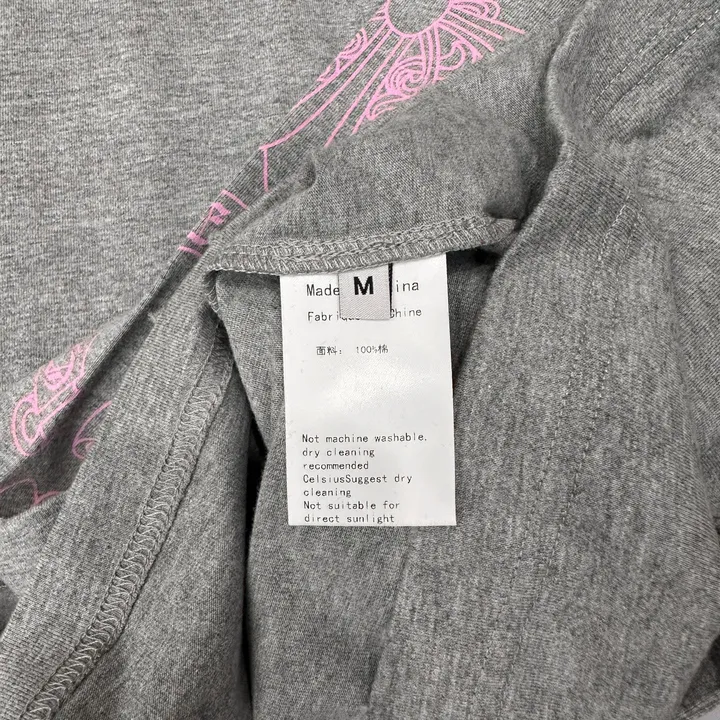 M
Made ina
Fabri Chine
面料: 100%棉
Not machine washable,
dry cleaning
recommended
CelsiusSuggest dry
cleaning
Not suitable for
direct sunlight